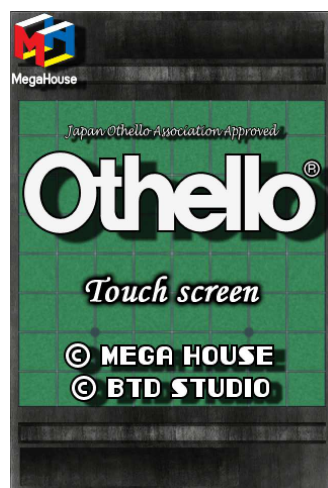 MegaHouse
Japan Othello Association Approved
Othello®
Touch screen
© MEGA HOUSE
© BTD STUDIO